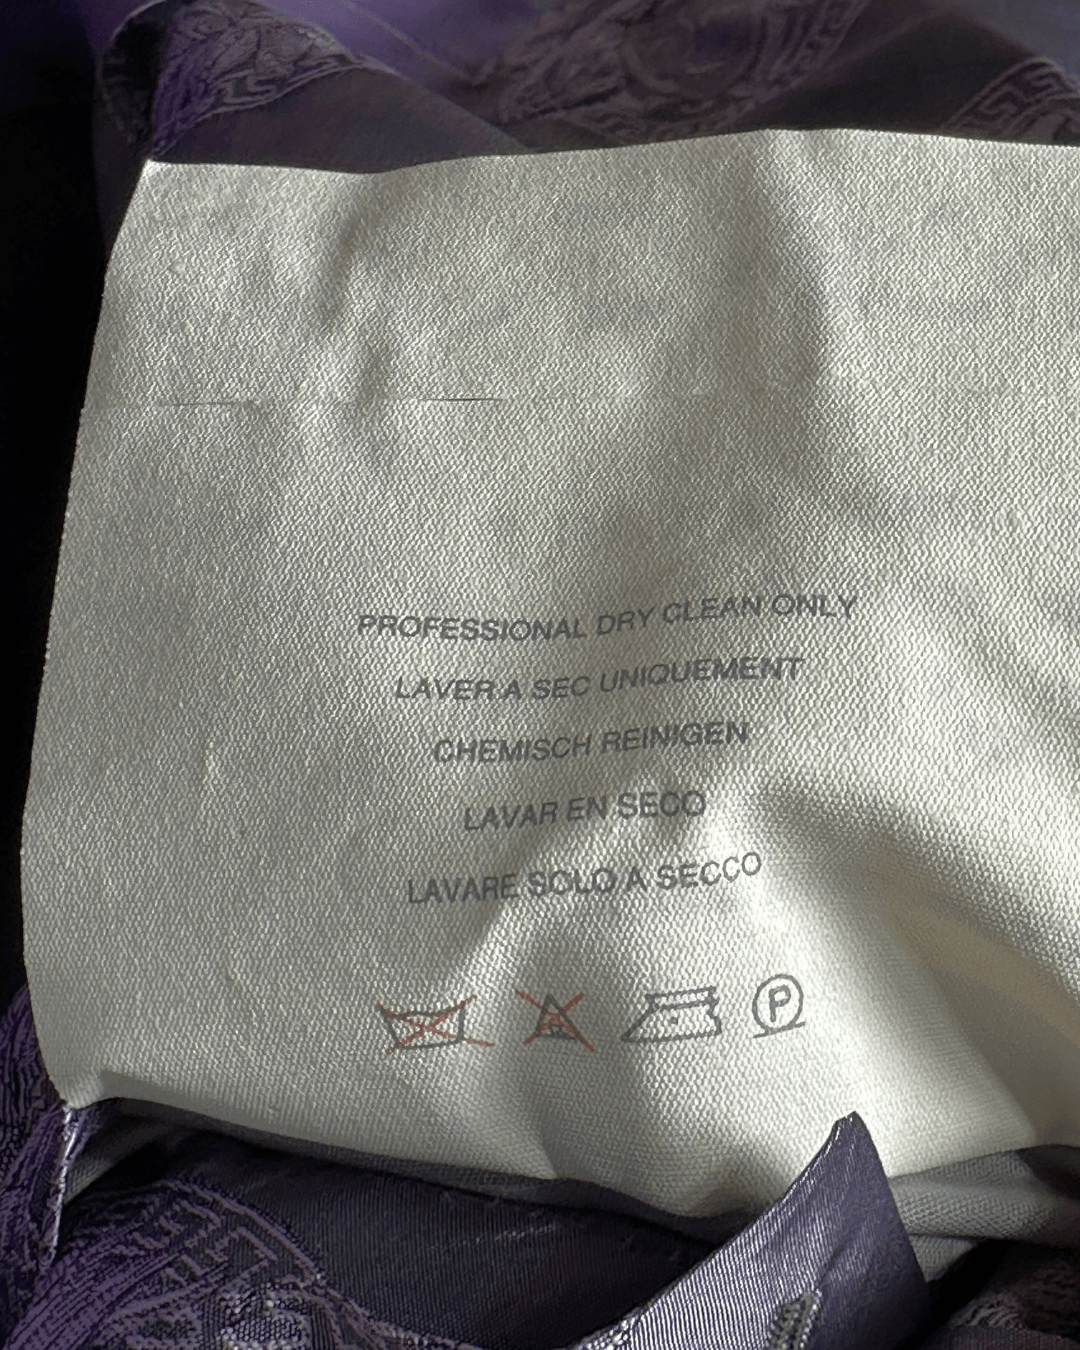 PROFESSIONAL DRY CLEAN ONLY
LAVER A SEC UNIQUEMENT
CHEMISCH REINIGEN
LAVAR EN SECO
LAVARE SOLO A SECCO
P